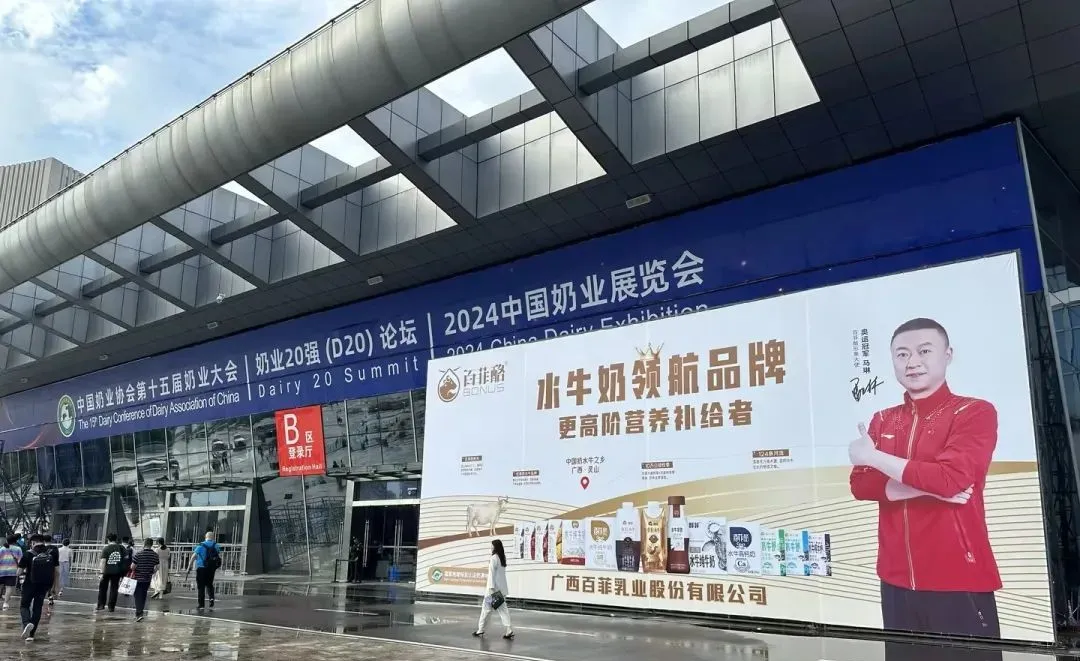 中国奶业协会第十五届奶业大会
The 15th Dairy Conference of Dairy Association of China
奶业20强(D20)论坛
Dairy 20 Summit
2024中国奶业展览会
2024 China Dairy Exhibition
B区
登录厅
Registration Hall
百菲酪
BONUS
水牛奶领航品牌
更高阶营养补给者
中国奶水牛之乡
广西·灵山
奥运冠军 马琳
广西百菲乳业股份有限公司